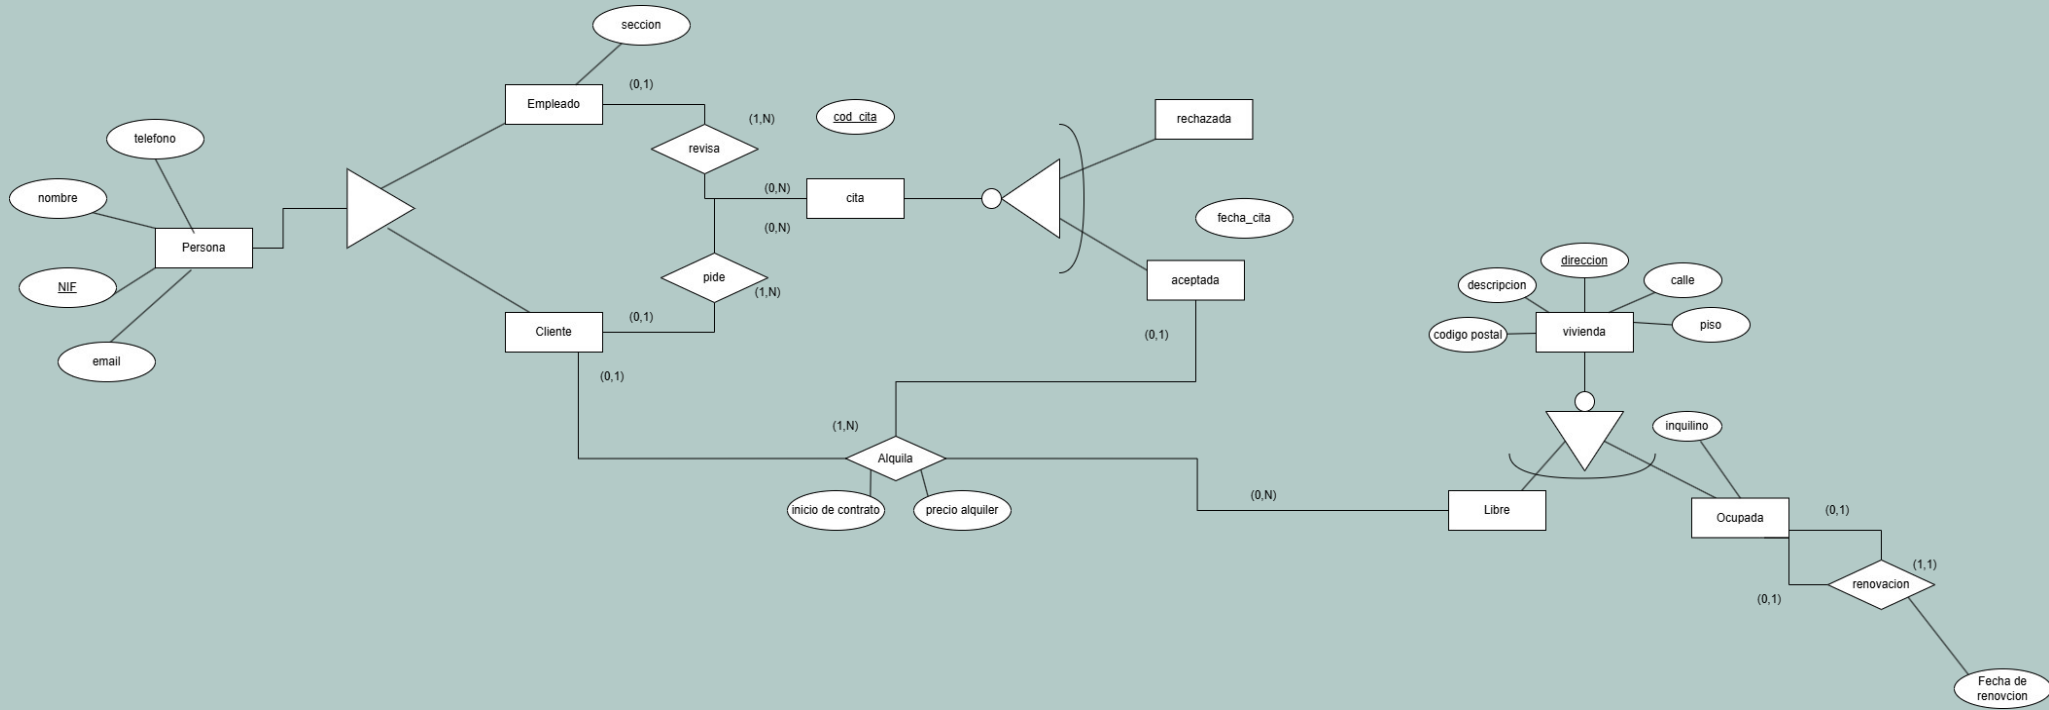 seccion
(0,1)
Empleado
(1,N)
cod_cita
rechazada
telefono
revisa
nombre
(0,N)
cita
(0,N)
fecha_cita
Persona
direccion
pide
aceptada
calle
descripcion
NIF
(1,N)
(0,1)
Cliente
(0,1)
codigo postal
vivienda
piso
email
(0,1)
(1,N)
inquilino
Alquila
(0,N)
inicio de contrato
precio alquiler
Libre
Ocupada
(0,1)
(1,1)
renovacion
(0,1)
Fecha de
renovcion